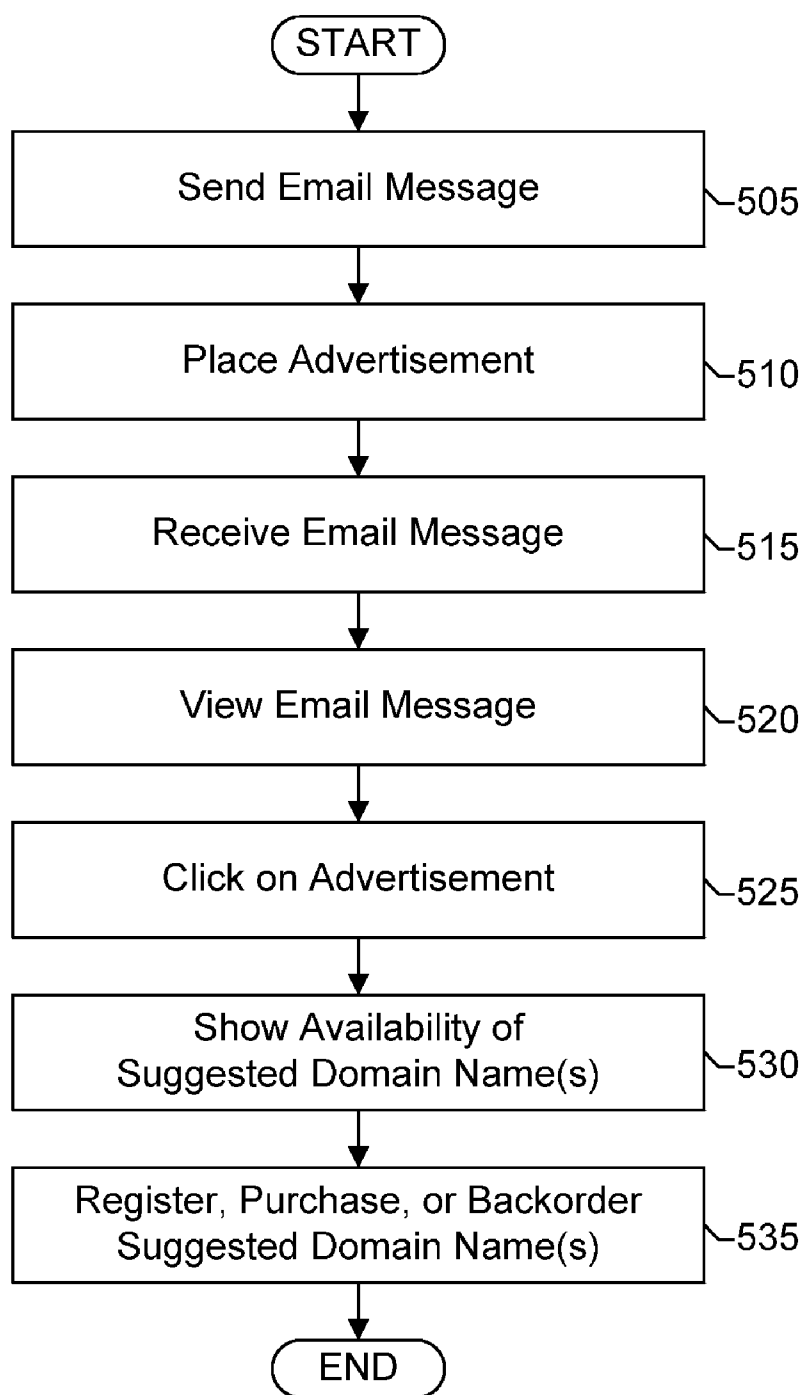 START
Send Email Message
505
Place Advertisement
510
Receive Email Message
515
View Email Message
520
Click on Advertisement
525
Show Availability of
Suggested Domain Name(s)
530
Register, Purchase, or Backorder
Suggested Domain Name(s)
535
END